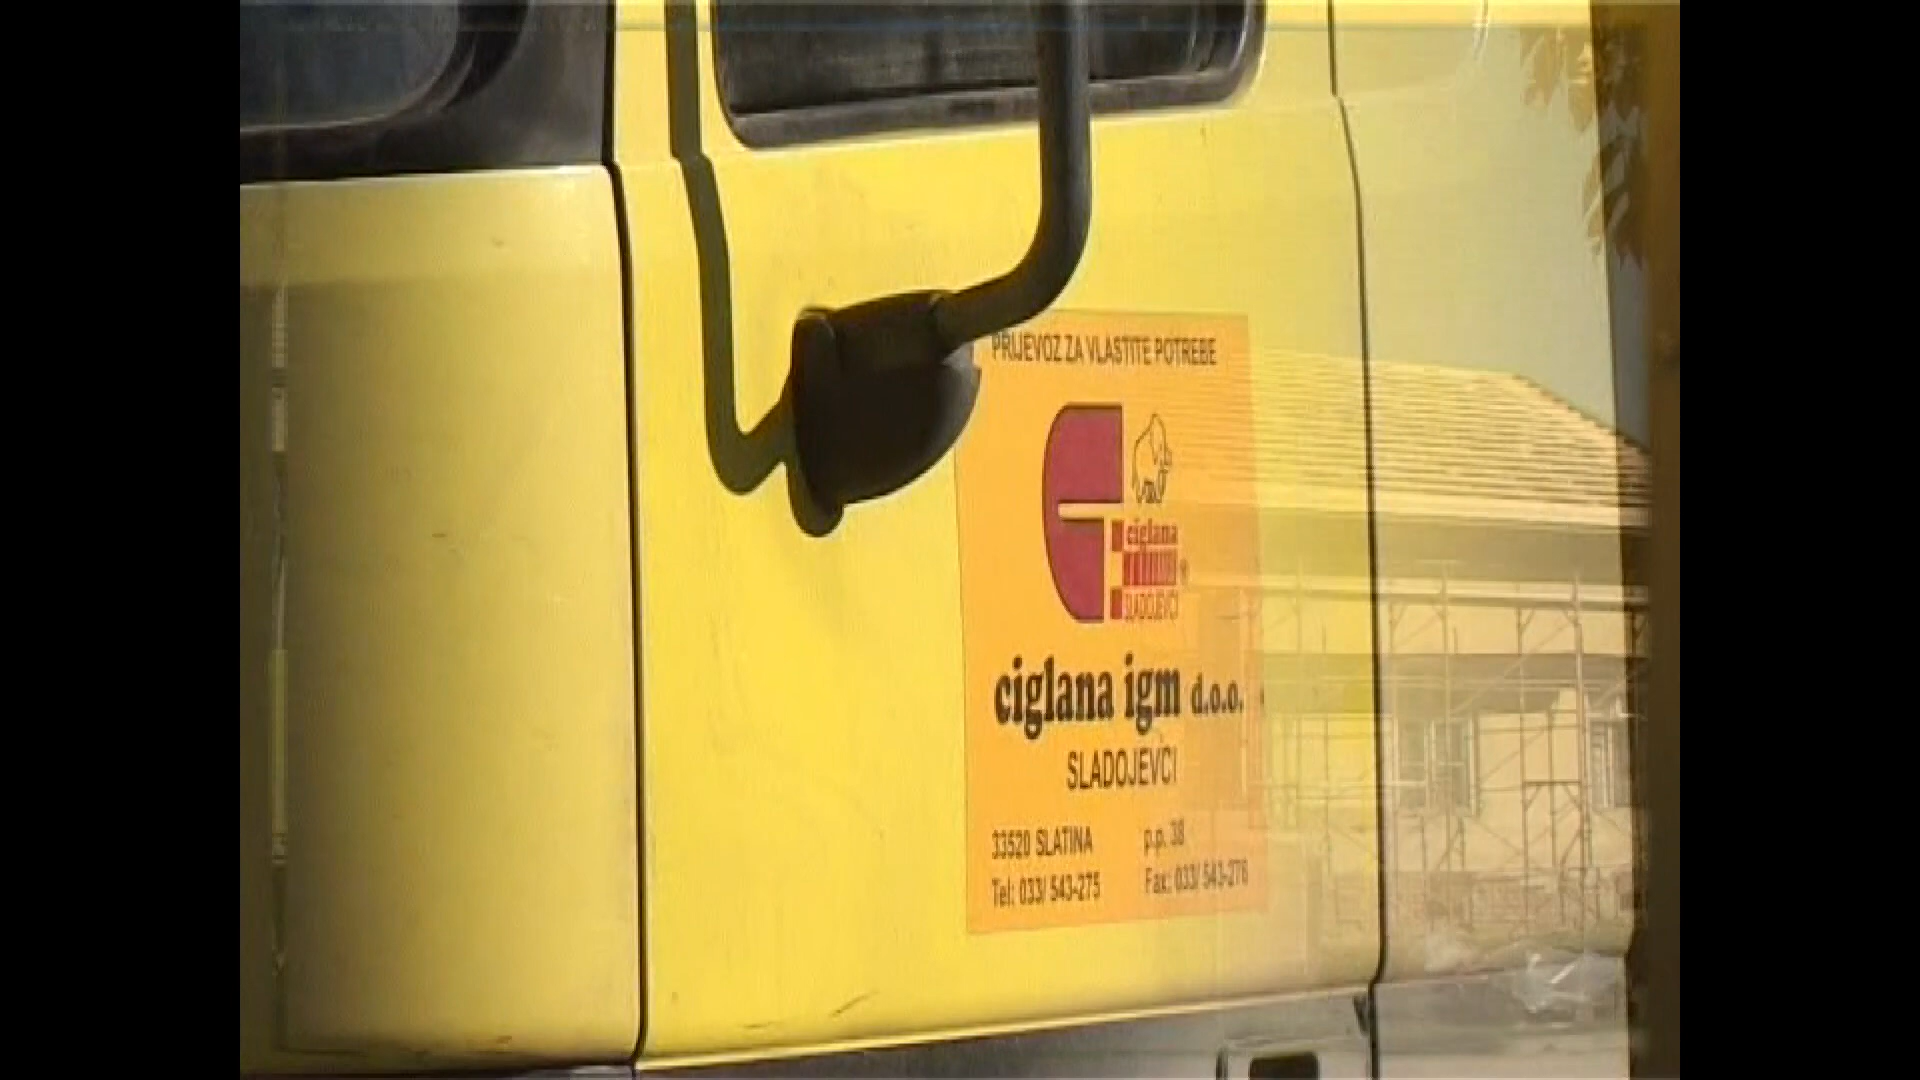 PRIJEVOZ ZA VLASTITE POTREBE
ciglana
SLADOJEVCI
ciglana igm d.o.o.
SLADOJEVCI
33520 SLATINA p.p. 38
Tel: 033/ 543-275 Fax: 033/ 543-276